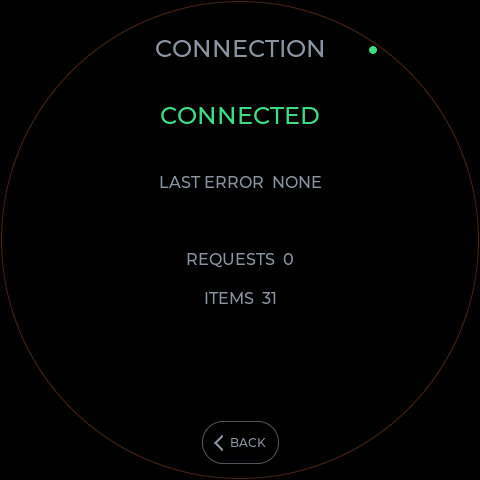 CONNECTION
CONNECTED
LAST ERROR NONE
REQUESTS 0
ITEMS 31
BACK